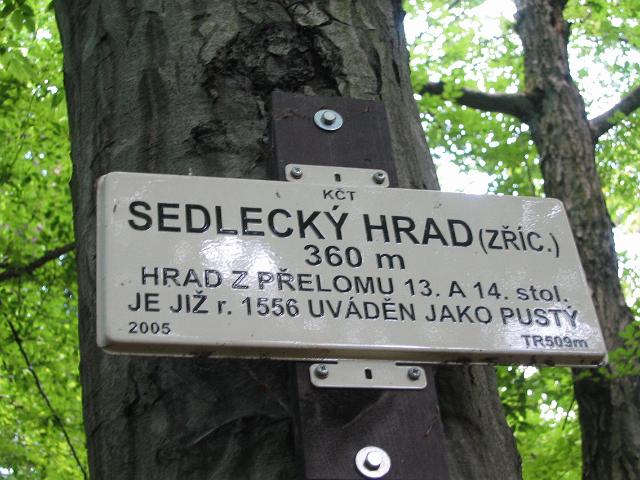 KČT
SEDLECKÝ HRAD (ZŘÍC.)
360 m
HRAD Z PŘELOMU 13. A 14. stol.
JE JIŽ r. 1556 UVÁDĚN JAKO PUSTÝ
2005 TR509m